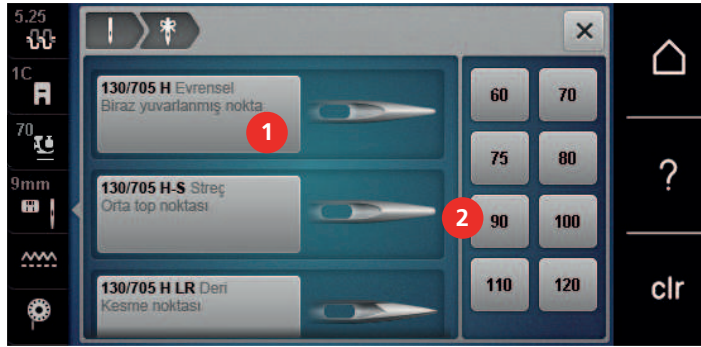 5.25
1C
70
9mm
130/705 H Evrensel
Biraz yuvarlanmış nokta
1
130/705 H-S Streç
Orta top noktası
2
130/705 H LR Deri
Kesme noktası
60 70
75 80
90 100
110 120
?
clr